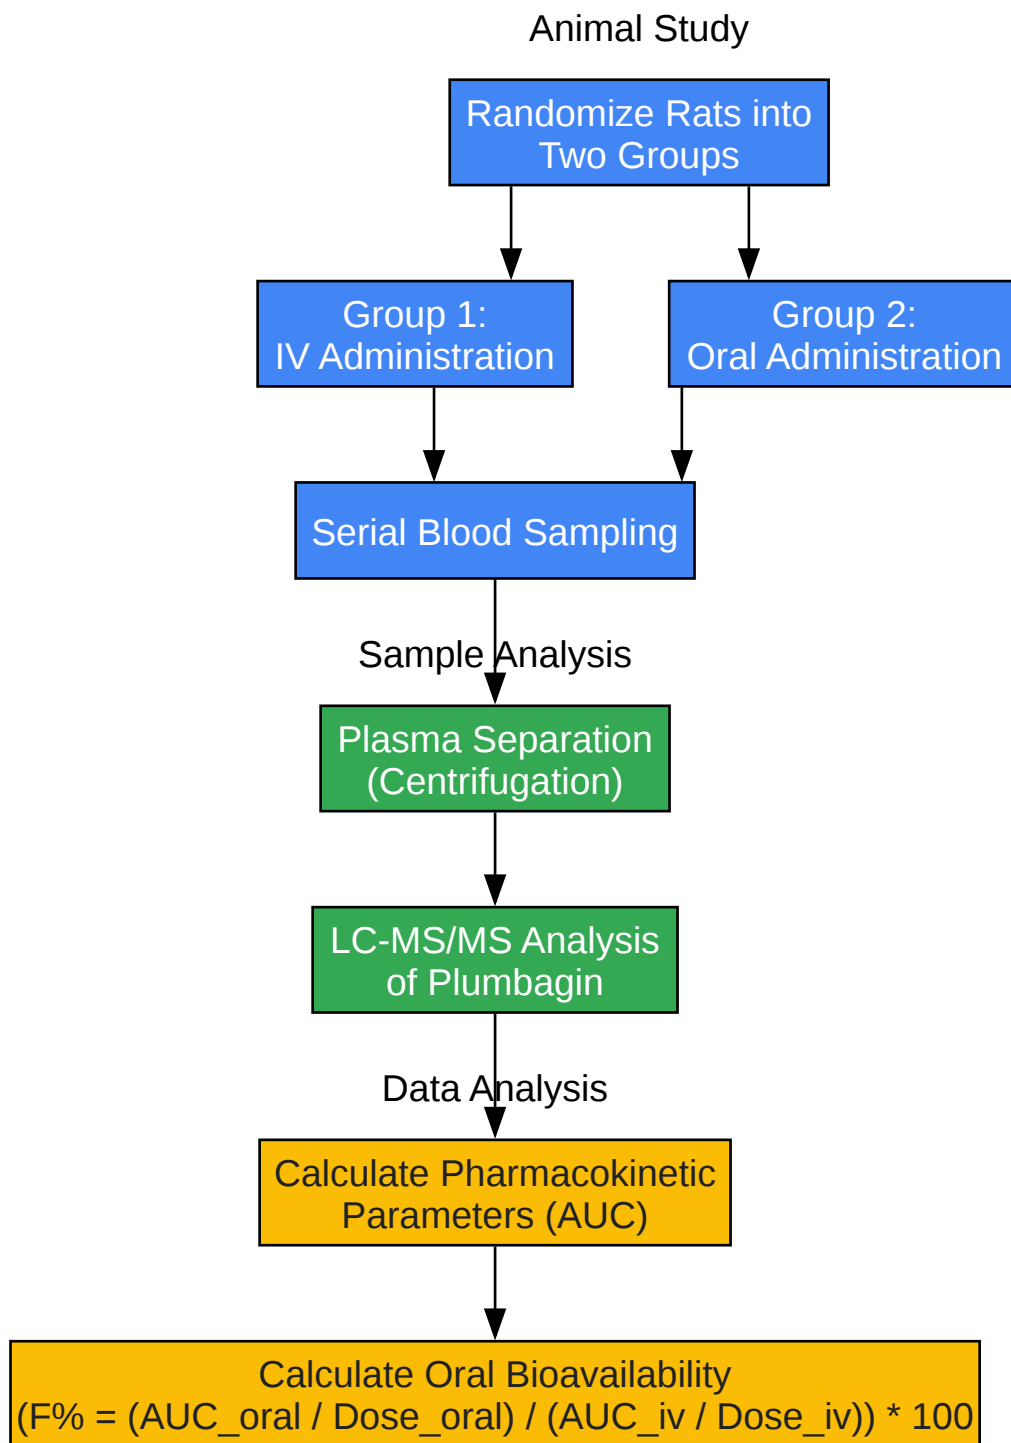 Animal Study
Randomize Rats into
Two Groups
Group 1:
IV Administration
Group 2:
Oral Administration
Serial Blood Sampling
Sample Analysis
Plasma Separation
(Centrifugation)
LC-MS/MS Analysis
of Plumbagin
Data Analysis
Calculate Pharmacokinetic
Parameters (AUC)
Calculate Oral Bioavailability
(F% = (AUC_oral / Dose_oral) / (AUC_iv / Dose_iv)) * 100